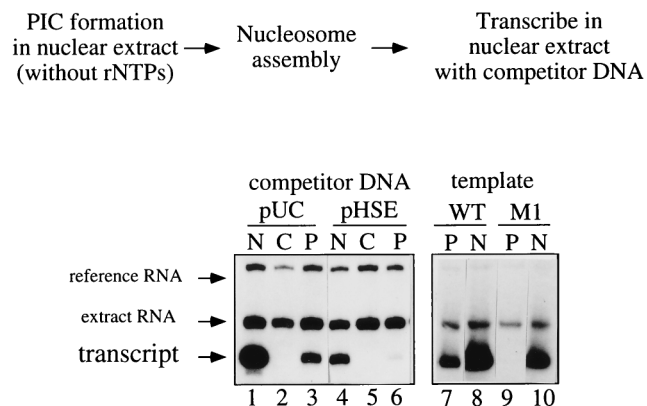 PIC formation
in nuclear extract
(without rNTPs)
Nucleosome
assembly
Transcribe in
nuclear extract
with competitor DNA
competitor DNA
pUC pHSE
N C P N C P
template
WT M1
P N P N
reference RNA
extract RNA
transcript
1 2 3 4 5 6
7 8 9 10